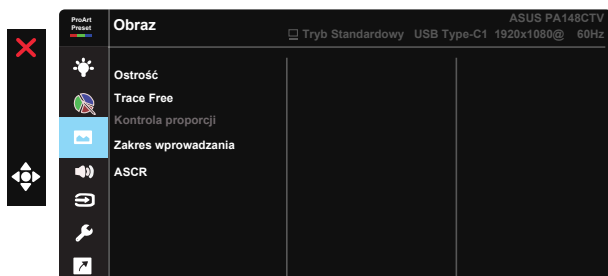 ProArt
Preset
Obraz
ASUS PA148CTV
Tryb Standardowy USB Type-C1 1920x1080@ 60Hz
Ostrość
Trace Free
Kontrola proporcji
Zakres wprowadzania
ASCR